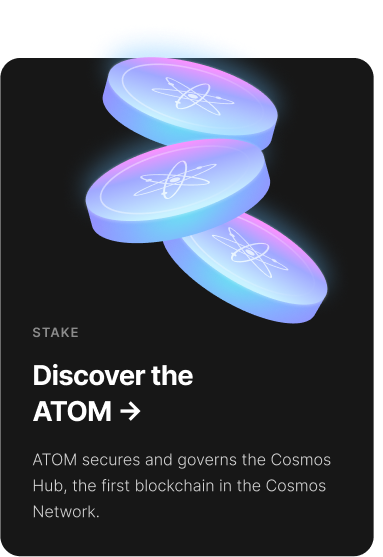 STAKE
Discover the
ATOM →
ATOM secures and governs the Cosmos
Hub, the first blockchain in the Cosmos
Network.